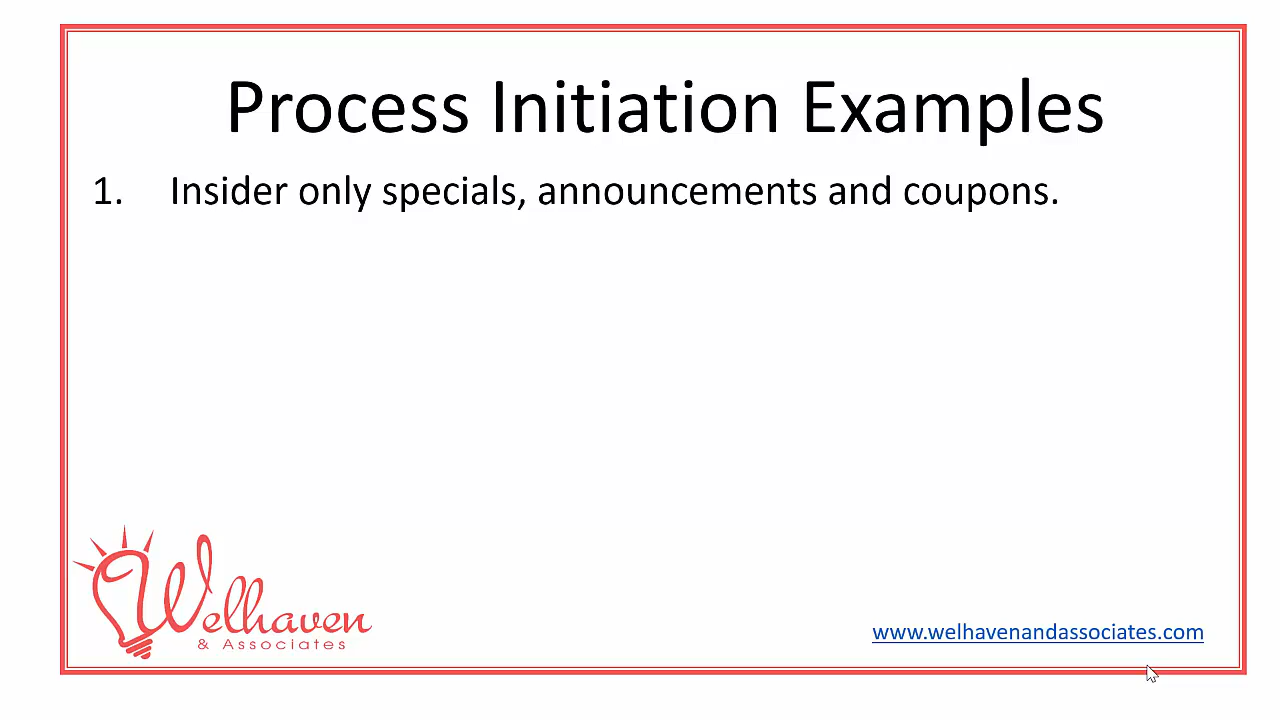 Process Initiation Examples
1. Insider only specials, announcements and coupons.
Welhaven
& Associates
www.welhavenandassociates.com